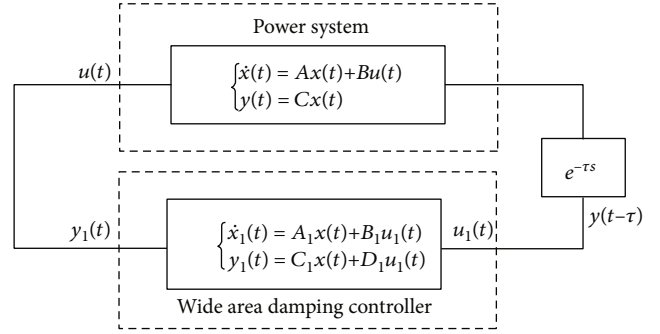 Power system
u(t)
ẋ(t) = Ax(t)+Bu(t)
y(t) = Cx(t)
e^{−τs}
y(t−τ)
y₁(t)
ẋ₁(t) = A₁x(t)+B₁u₁(t)
y₁(t) = C₁x(t)+D₁u₁(t)
u₁(t)
Wide area damping controller